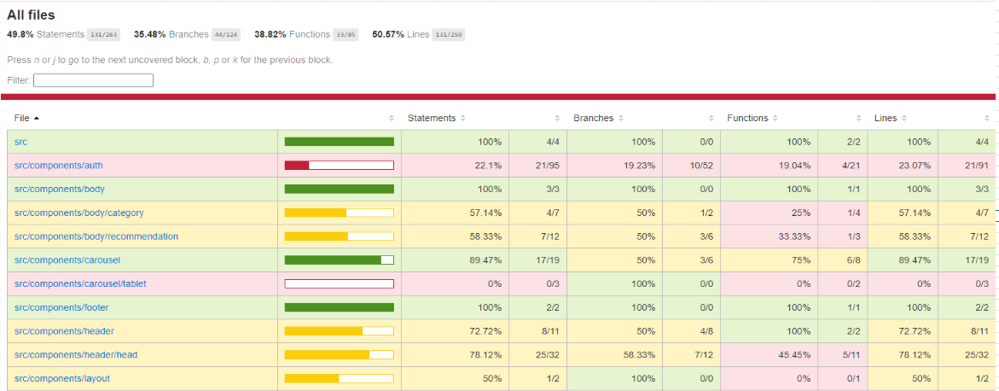 All files
49.8% Statements 131/263 35.48% Branches 44/124 38.82% Functions 33/85 50.57% Lines 131/259
Press n or j to go to the next uncovered block, b, p or k for the previous block.
Filter:
File Statements Branches Functions Lines
src 100% 4/4 100% 0/0 100% 2/2 100% 4/4
src/components/auth 22.1% 21/95 19.23% 10/52 19.04% 4/21 23.07% 21/91
src/components/body 100% 3/3 100% 0/0 100% 1/1 100% 3/3
src/components/body/category 57.14% 4/7 50% 1/2 25% 1/4 57.14% 4/7
src/components/body/recommendation 58.33% 7/12 50% 3/6 33.33% 1/3 58.33% 7/12
src/components/carousel 89.47% 17/19 50% 3/6 75% 6/8 89.47% 17/19
src/components/carousel/tablet 0% 0/3 100% 0/0 0% 0/2 0% 0/3
src/components/footer 100% 2/2 100% 0/0 100% 1/1 100% 2/2
src/components/header 72.72% 8/11 50% 4/8 100% 2/2 72.72% 8/11
src/components/header/head 78.12% 25/32 58.33% 7/12 45.45% 5/11 78.12% 25/32
src/components/layout 50% 1/2 100% 0/0 0% 0/1 50% 1/2